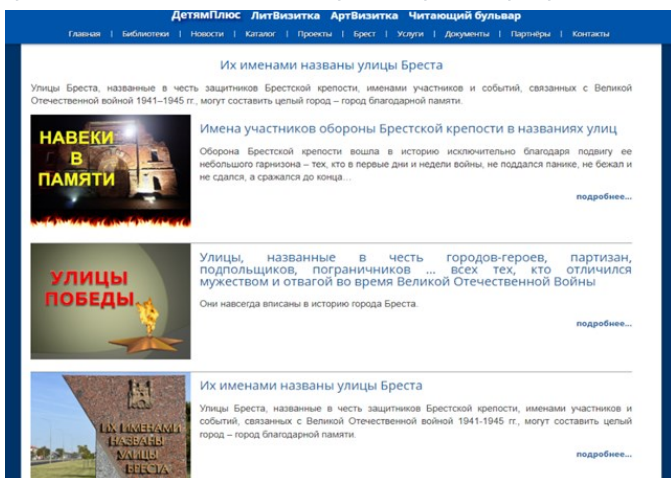 ДетямПлюс ЛитВизитка АртВизитка Читающий бульвар
Главная | Библиотеки | Новости | Каталог | Проекты | Брест | Услуги | Документы | Партнёры | Контакты
Их именами названы улицы Бреста
Улицы Бреста, названные в честь защитников Брестской крепости, именами участников и событий, связанных с Великой
Отечественной войной 1941–1945 гг., могут составить целый город – город благодарной памяти.
НАВЕКИ
В
ПАМЯТИ
Имена участников обороны Брестской крепости в названиях улиц
Оборона Брестской крепости вошла в историю исключительно благодаря подвигу ее
небольшого гарнизона – тех, кто в первые дни и недели войны, не поддался панике, не бежал и
не сдался, а сражался до конца…
подробнее...
УЛИЦЫ
ПОБЕДЫ
Улицы, названные в честь городов-героев, партизан,
подпольщиков, пограничников ... всех тех, кто отличился
мужеством и отвагой во время Великой Отечественной Войны
Они навсегда вписаны в историю города Бреста.
подробнее...
ИХ ИМЕНАМИ
НАЗВАНЫ
УЛИЦЫ
БРЕСТА
Их именами названы улицы Бреста
Улицы Бреста, названные в честь защитников Брестской крепости, именами участников и
событий, связанных с Великой Отечественной войной 1941-1945 гг., могут составить целый
город – город благодарной памяти.
подробнее...